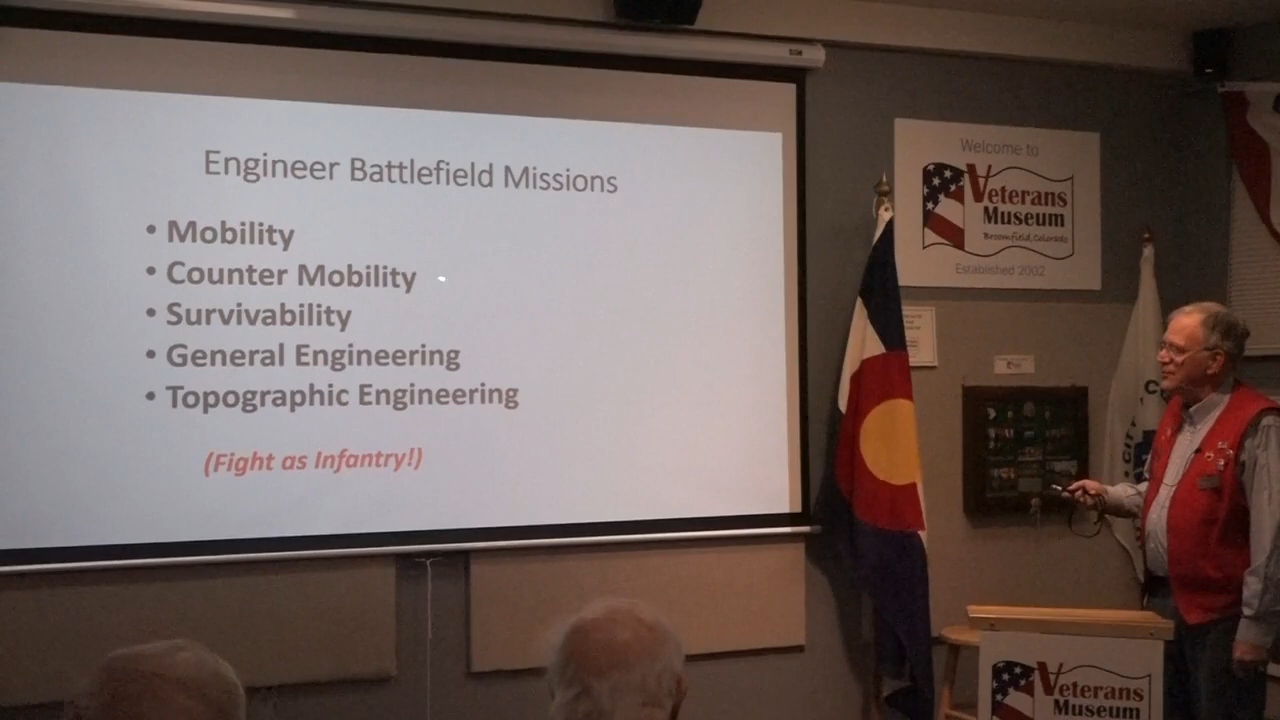 Engineer Battlefield Missions
• Mobility
• Counter Mobility
• Survivability
• General Engineering
• Topographic Engineering
(Fight as Infantry!)
Welcome to
Veterans
Museum
Broomfield, Colorado
Established 2002
CITY
Veterans
Museum